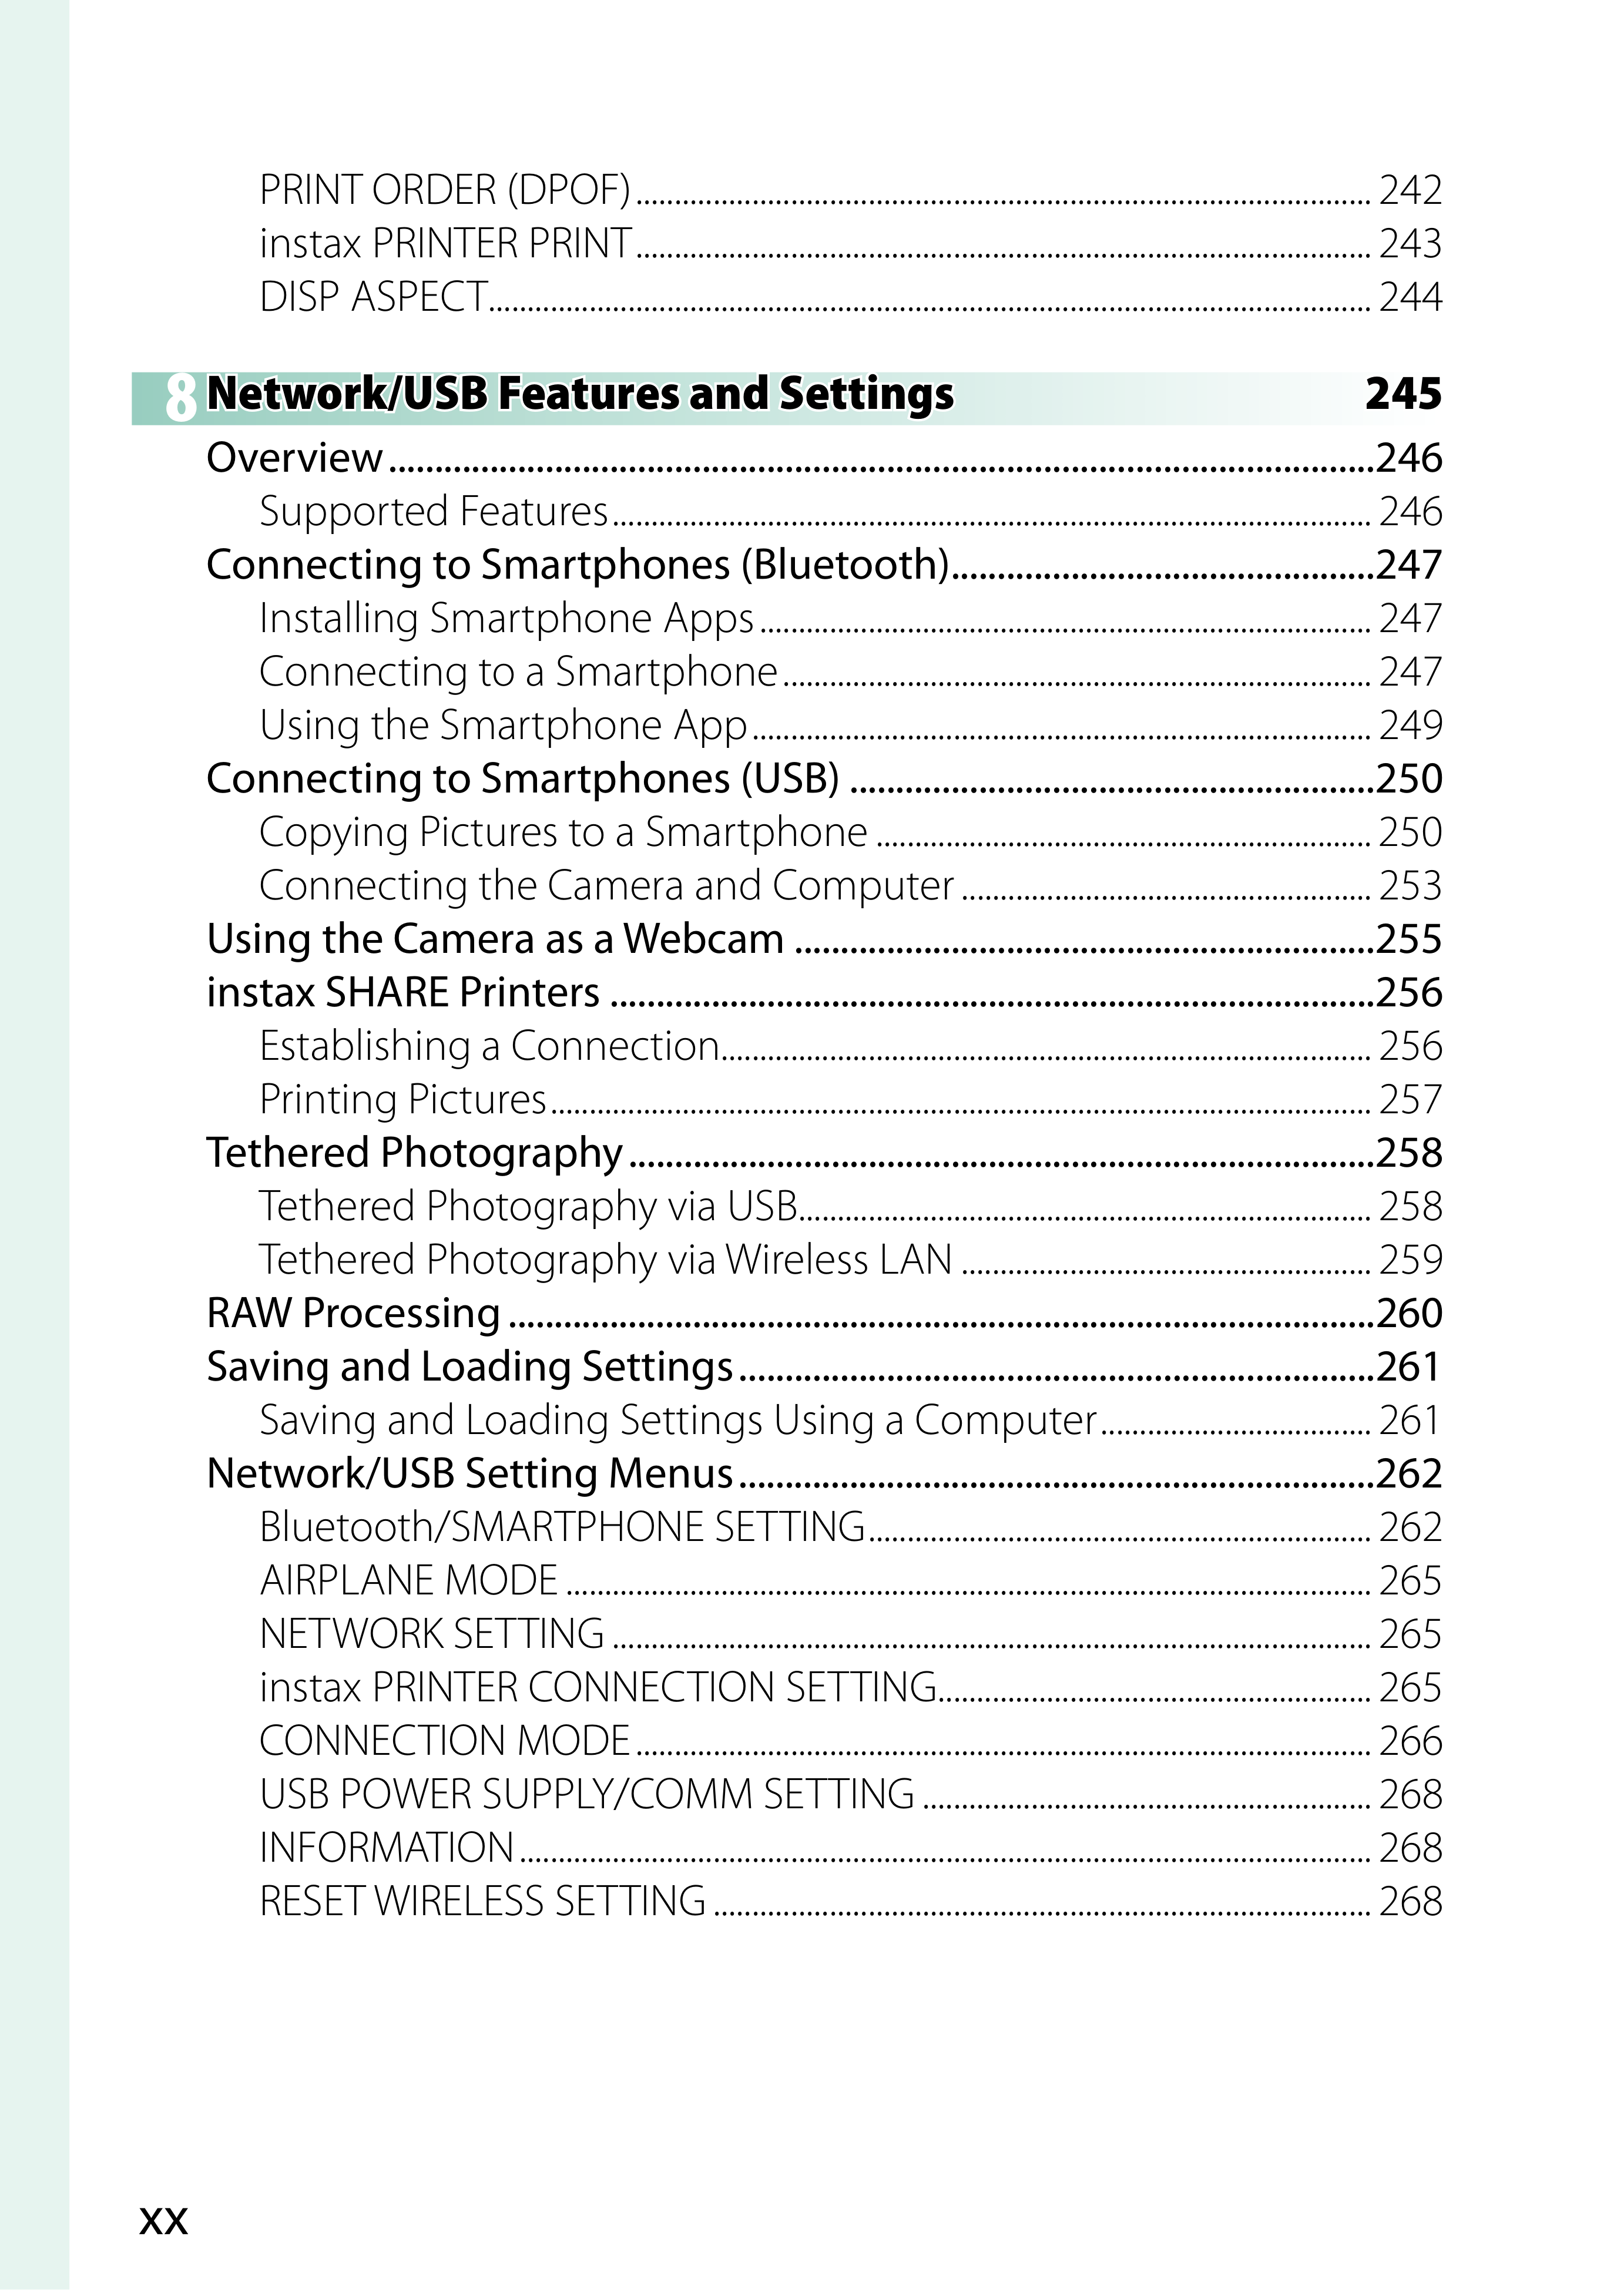 PRINT ORDER (DPOF) ........ 242
instax PRINTER PRINT ........ 243
DISP ASPECT ........ 244
8 Network/USB Features and Settings 245
Overview ........ 246
Supported Features ........ 246
Connecting to Smartphones (Bluetooth) ........ 247
Installing Smartphone Apps ........ 247
Connecting to a Smartphone ........ 247
Using the Smartphone App ........ 249
Connecting to Smartphones (USB) ........ 250
Copying Pictures to a Smartphone ........ 250
Connecting the Camera and Computer ........ 253
Using the Camera as a Webcam ........ 255
instax SHARE Printers ........ 256
Establishing a Connection ........ 256
Printing Pictures ........ 257
Tethered Photography ........ 258
Tethered Photography via USB ........ 258
Tethered Photography via Wireless LAN ........ 259
RAW Processing ........ 260
Saving and Loading Settings ........ 261
Saving and Loading Settings Using a Computer ........ 261
Network/USB Setting Menus ........ 262
Bluetooth/SMARTPHONE SETTING ........ 262
AIRPLANE MODE ........ 265
NETWORK SETTING ........ 265
instax PRINTER CONNECTION SETTING ........ 265
CONNECTION MODE ........ 266
USB POWER SUPPLY/COMM SETTING ........ 268
INFORMATION ........ 268
RESET WIRELESS SETTING ........ 268
xx